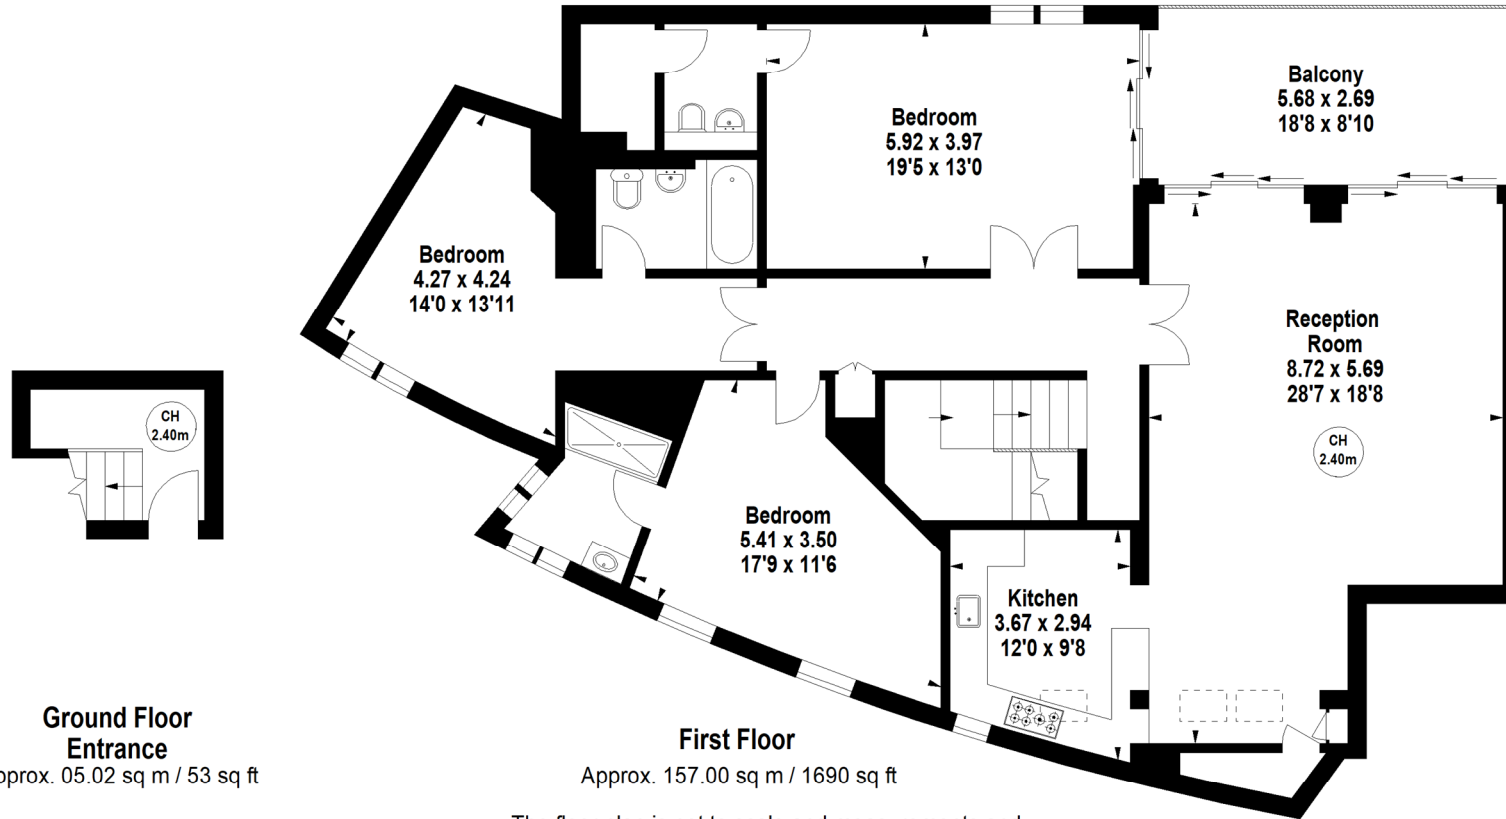 Bedroom
5.92 x 3.97
19'5 x 13'0
Balcony
5.68 x 2.69
18'8 x 8'10
Bedroom
4.27 x 4.24
14'0 x 13'11
Reception
Room
8.72 x 5.69
28'7 x 18'8
CH
2.40m
CH
2.40m
Bedroom
5.41 x 3.50
17'9 x 11'6
Kitchen
3.67 x 2.94
12'0 x 9'8
Ground Floor
Entrance
pprox. 05.02 sq m / 53 sq ft
First Floor
Approx. 157.00 sq m / 1690 sq ft